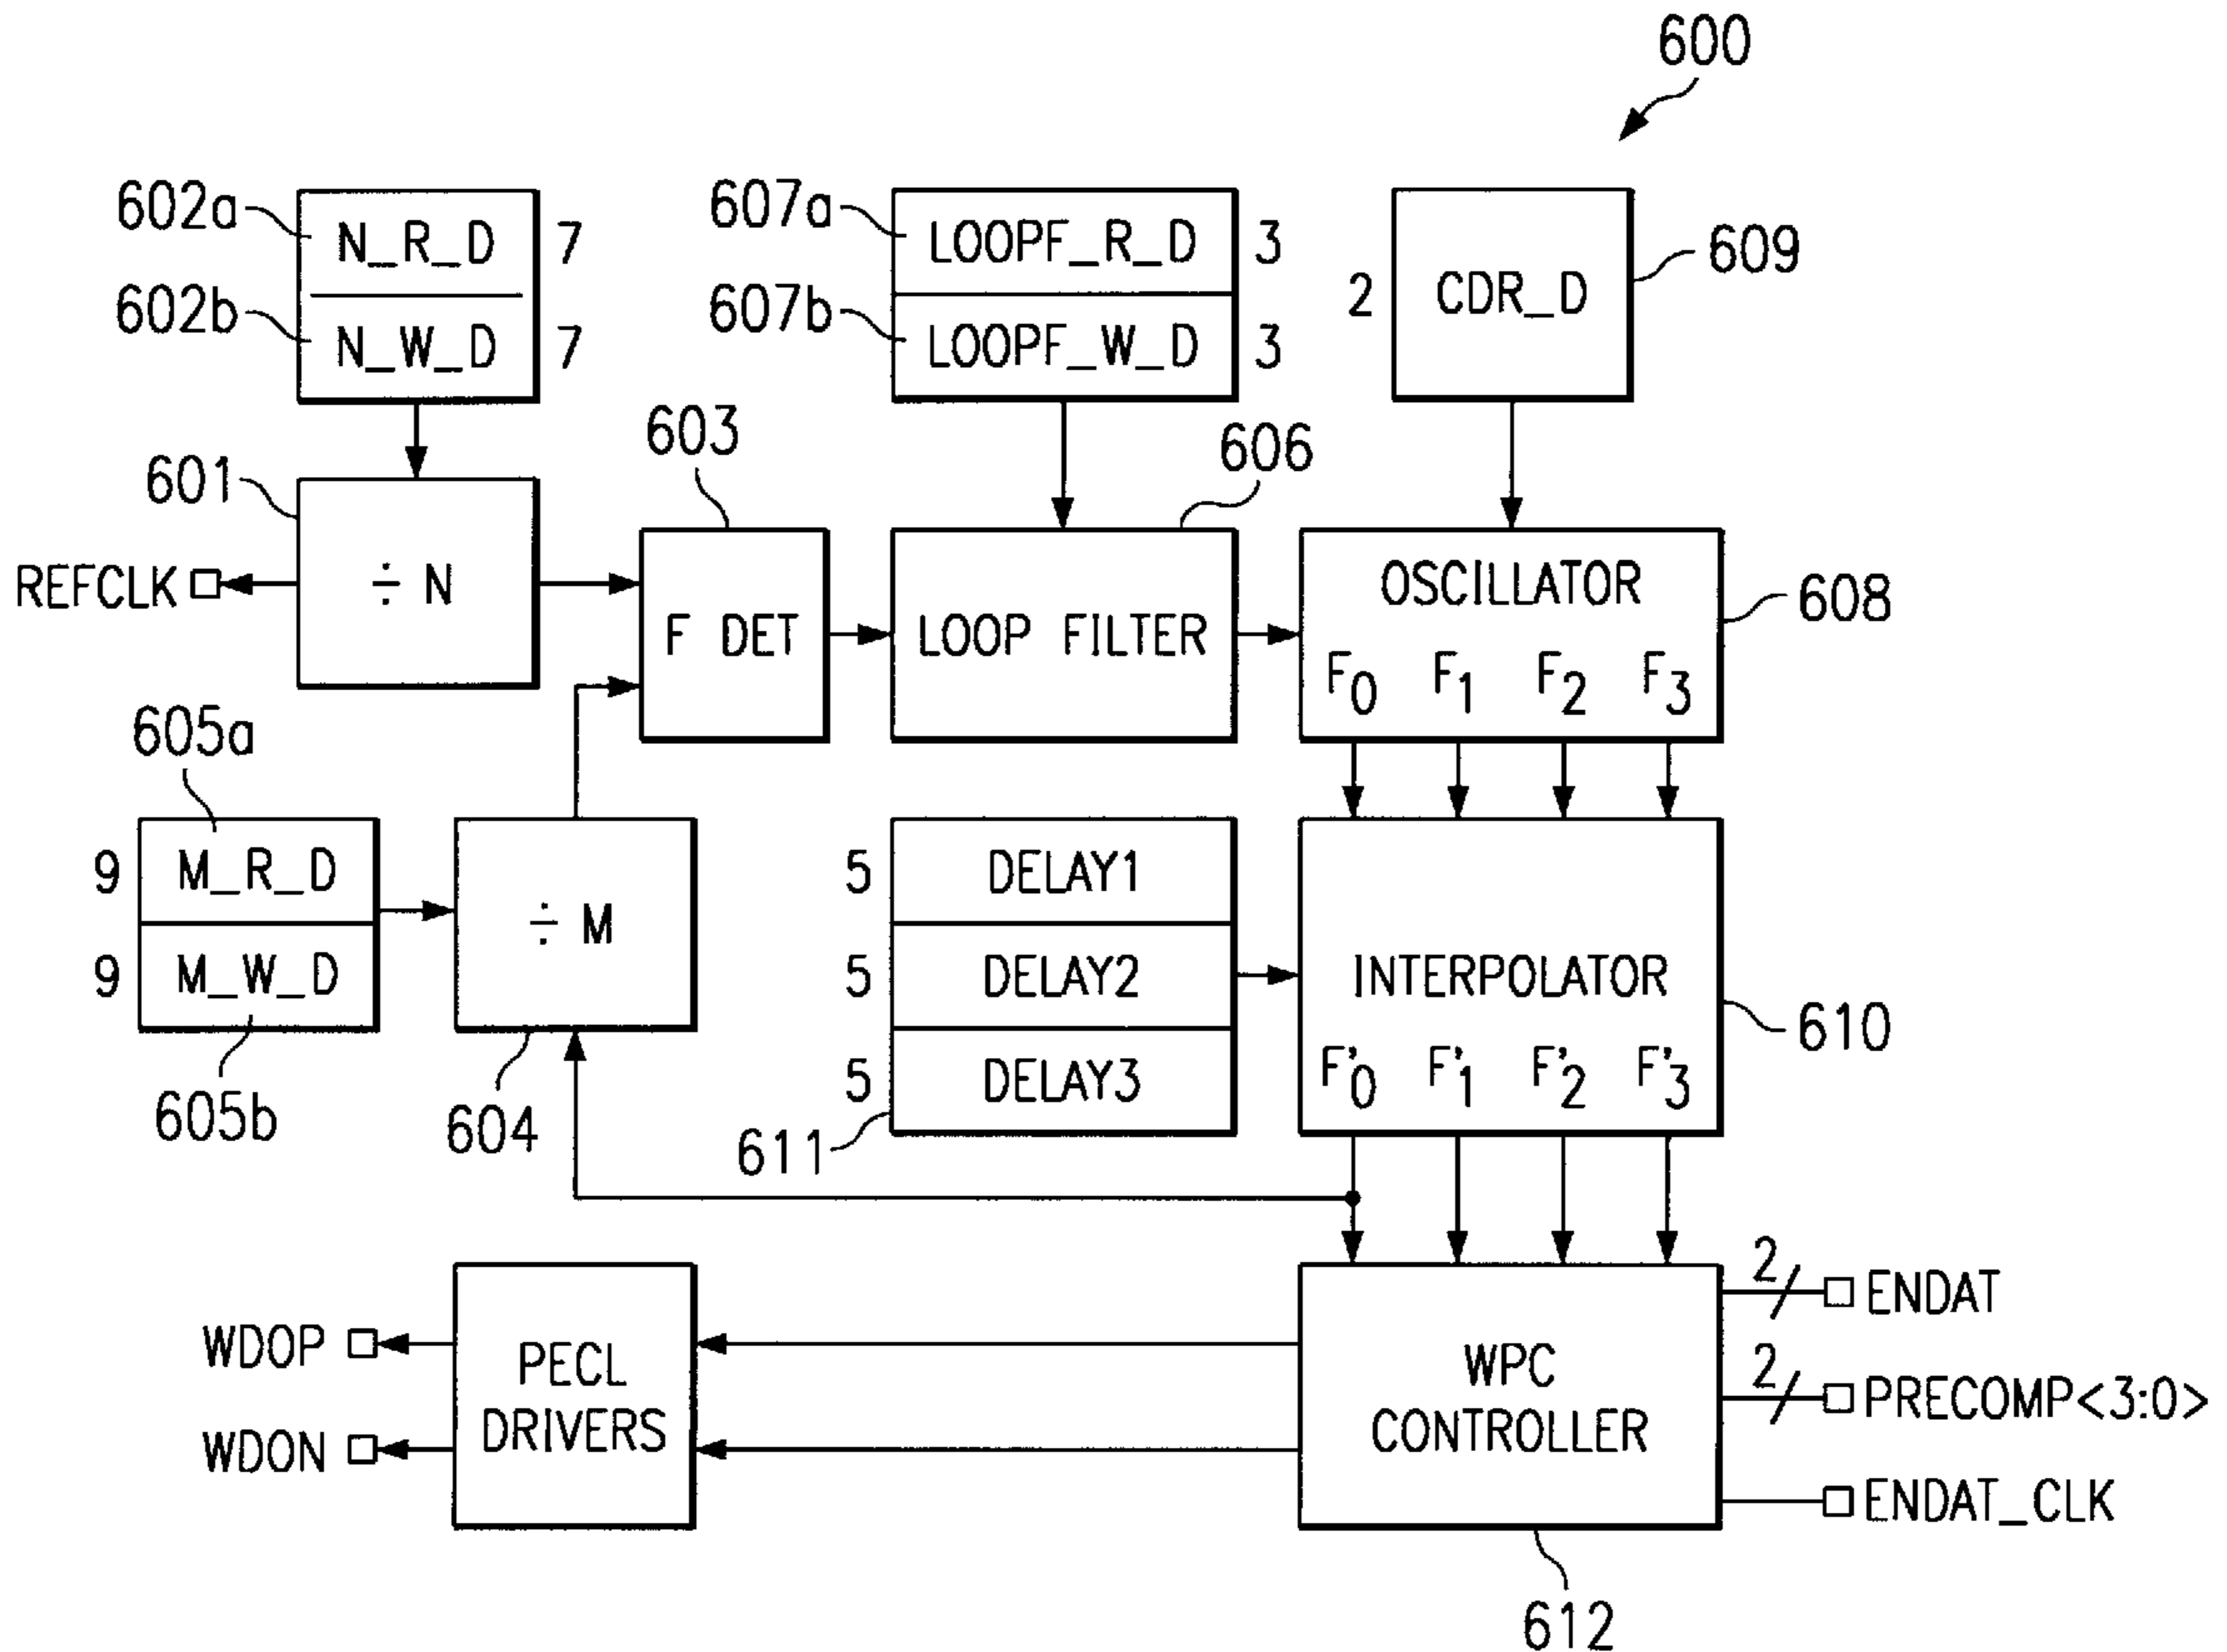 600
602a
N_R_D 7
602b
N_W_D 7
607a
LOOPF_R_D 3
607b
LOOPF_W_D 3
2 CDR_D
609
601
÷ N
REFCLK
603
F DET
606
LOOP FILTER
OSCILLATOR
F0 F1 F2 F3
608
605a
9 M_R_D
9 M_W_D
605b
÷ M
604
5 DELAY1
5 DELAY2
5 DELAY3
611
INTERPOLATOR
F'0 F'1 F'2 F'3
610
WDOP
WDON
PECL
DRIVERS
WPC
CONTROLLER
2 ENDAT
2 PRECOMP<3:0>
ENDAT_CLK
612